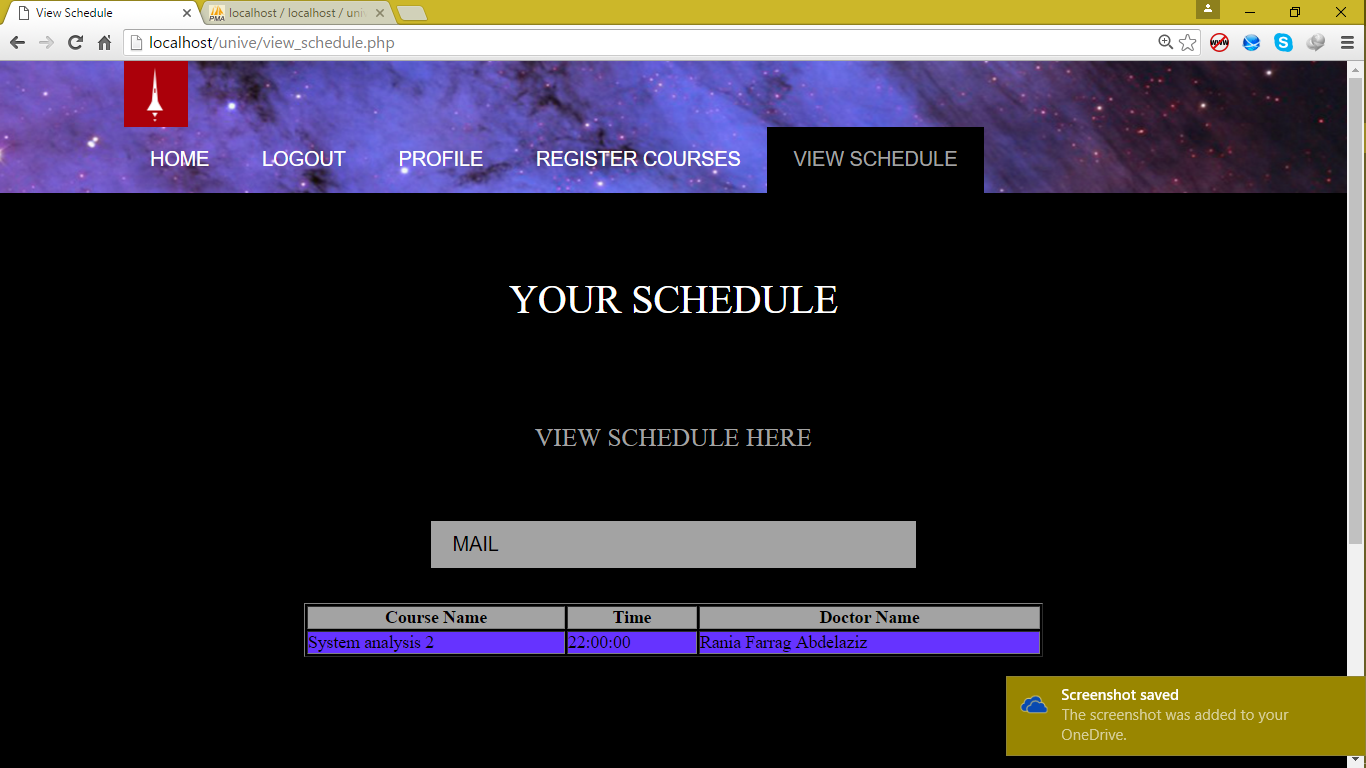 View Schedule
localhost / localhost / univ
localhost/unive/view_schedule.php
HOME LOGOUT PROFILE REGISTER COURSES VIEW SCHEDULE
YOUR SCHEDULE
VIEW SCHEDULE HERE
MAIL
Course Name Time Doctor Name
System analysis 2 22:00:00 Rania Farrag Abdelaziz
Screenshot saved
The screenshot was added to your
OneDrive.